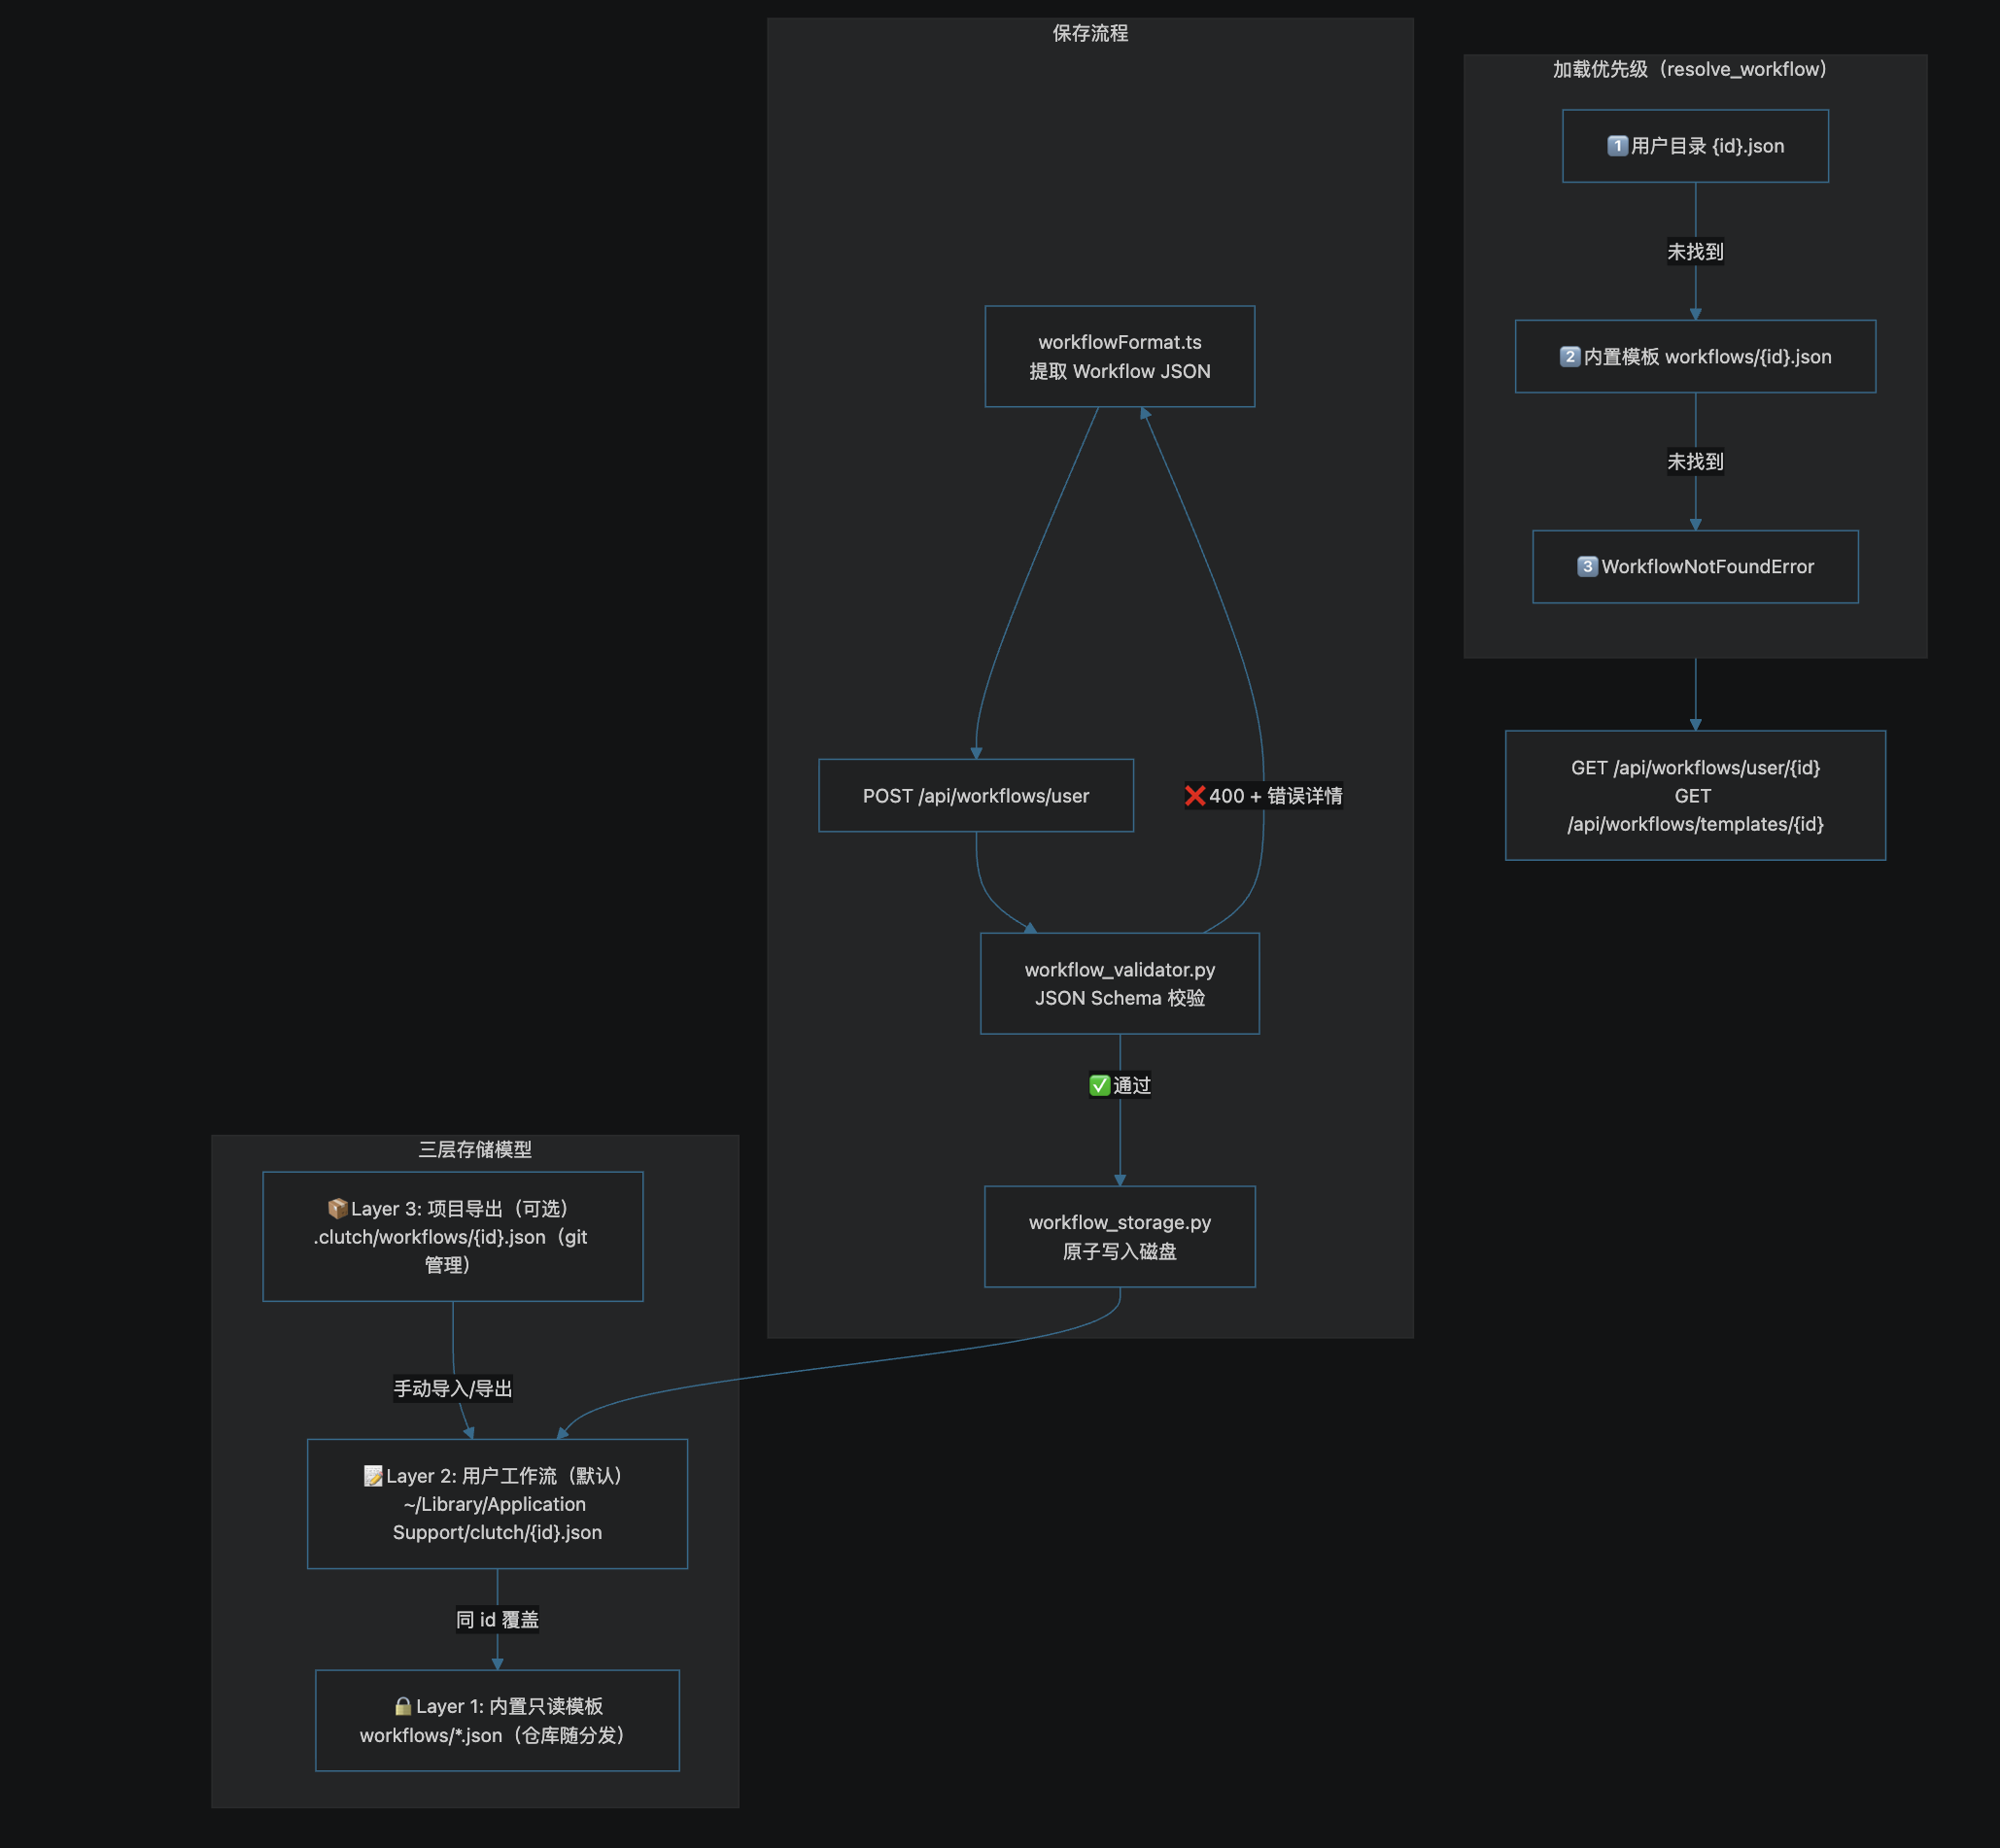 保存流程
workflowFormat.ts
提取 Workflow JSON
POST /api/workflows/user
❌ 400 + 错误详情
workflow_validator.py
JSON Schema 校验
✅ 通过
workflow_storage.py
原子写入磁盘
加载优先级（resolve_workflow）
1️⃣ 用户目录 {id}.json
未找到
2️⃣ 内置模板 workflows/{id}.json
未找到
3️⃣ WorkflowNotFoundError
GET /api/workflows/user/{id}
GET
/api/workflows/templates/{id}
三层存储模型
📦 Layer 3: 项目导出（可选）
.clutch/workflows/{id}.json（git
管理）
手动导入/导出
📝 Layer 2: 用户工作流（默认）
~/Library/Application
Support/clutch/{id}.json
同 id 覆盖
🔒 Layer 1: 内置只读模板
workflows/*.json（仓库随分发）